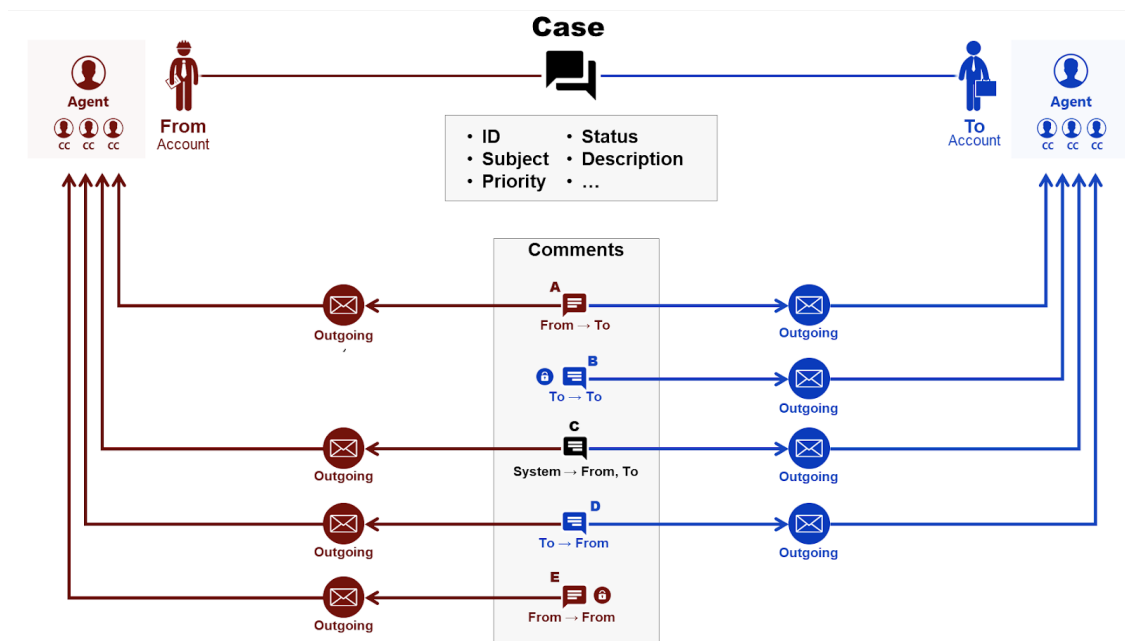 Case
Agent
cc cc cc
From
Account
To
Account
Agent
cc cc cc
• ID
• Subject
• Priority
• Status
• Description
• ...
Comments
A
From → To
Outgoing
Outgoing
B
To → To
Outgoing
C
System → From, To
Outgoing
Outgoing
D
To → From
Outgoing
Outgoing
E
From → From
Outgoing